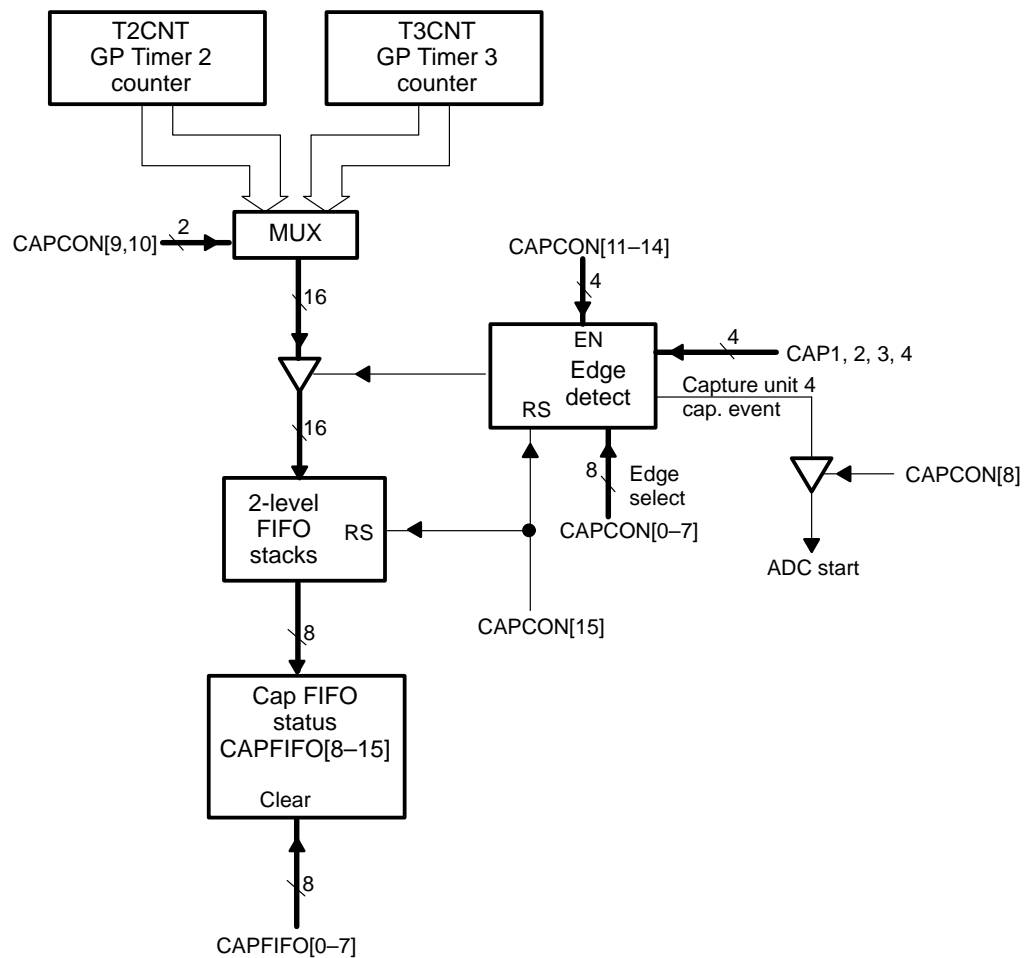 T2CNT
GP Timer 2
counter
T3CNT
GP Timer 3
counter
MUX
2
CAPCON[9,10]
16
CAPCON[11–14]
4
EN
Edge
detect
RS
4
CAP1, 2, 3, 4
Capture unit 4
cap. event
16
8
Edge
select
CAPCON[0–7]
CAPCON[8]
ADC start
2-level
FIFO
stacks
RS
CAPCON[15]
8
Cap FIFO
status
CAPFIFO[8–15]
Clear
8
CAPFIFO[0–7]